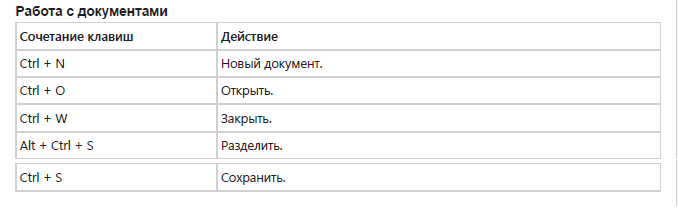 Работа с документами
Сочетание клавиш Действие
Ctrl + N Новый документ.
Ctrl + O Открыть.
Ctrl + W Закрыть.
Alt + Ctrl + S Разделить.
Ctrl + S Сохранить.